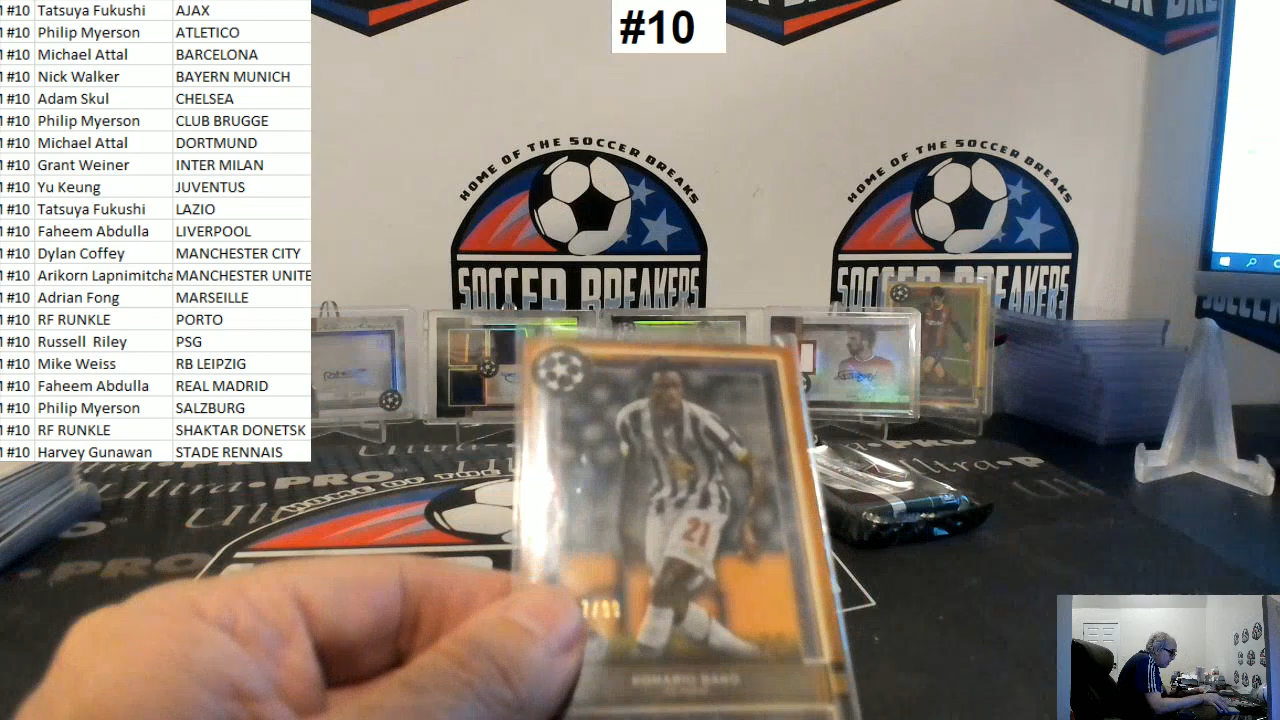 #10 Tatsuya Fukushi AJAX
#10 Philip Myerson ATLETICO
#10 Michael Attal BARCELONA
#10 Nick Walker BAYERN MUNICH
#10 Adam Skul CHELSEA
#10 Philip Myerson CLUB BRUGGE
#10 Michael Attal DORTMUND
#10 Grant Weiner INTER MILAN
#10 Yu Keung JUVENTUS
#10 Tatsuya Fukushi LAZIO
#10 Faheem Abdulla LIVERPOOL
#10 Dylan Coffey MANCHESTER CITY
#10 Arikorn Lapnimitcha MANCHESTER UNITE
#10 Adrian Fong MARSEILLE
#10 RF RUNKLE PORTO
#10 Russell Riley PSG
#10 Mike Weiss RB LEIPZIG
#10 Faheem Abdulla REAL MADRID
#10 Philip Myerson SALZBURG
#10 RF RUNKLE SHAKTAR DONETSK
#10 Harvey Gunawan STADE RENNAIS
#10
HOME OF THE SOCCER BREAKS
SOCCER BREAKERS
HOME OF THE SOCCER BREAKS
Ultra•PRO
21